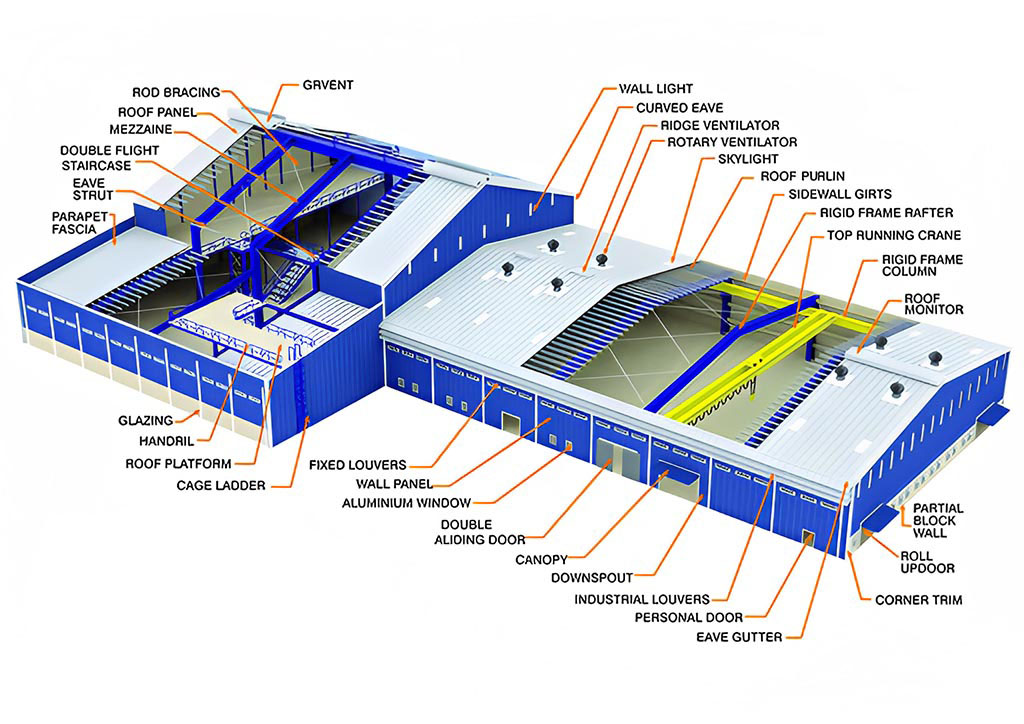 GRVENT
ROD BRACING
ROOF PANEL
MEZZAINE
DOUBLE FLIGHT
STAIRCASE
EAVE
STRUT
PARAPET
FASCIA
WALL LIGHT
CURVED EAVE
RIDGE VENTILATOR
ROTARY VENTILATOR
SKYLIGHT
ROOF PURLIN
SIDEWALL GIRTS
RIGID FRAME RAFTER
TOP RUNNING CRANE
RIGID FRAME
COLUMN
ROOF
MONITOR
GLAZING
HANDRIL
ROOF PLATFORM
CAGE LADDER
FIXED LOUVERS
WALL PANEL
ALUMINIUM WINDOW
DOUBLE
ALIDING DOOR
CANOPY
DOWNSPOUT
INDUSTRIAL LOUVERS
PERSONAL DOOR
EAVE GUTTER
PARTIAL
BLOCK
WALL
ROLL
UPDOOR
CORNER TRIM